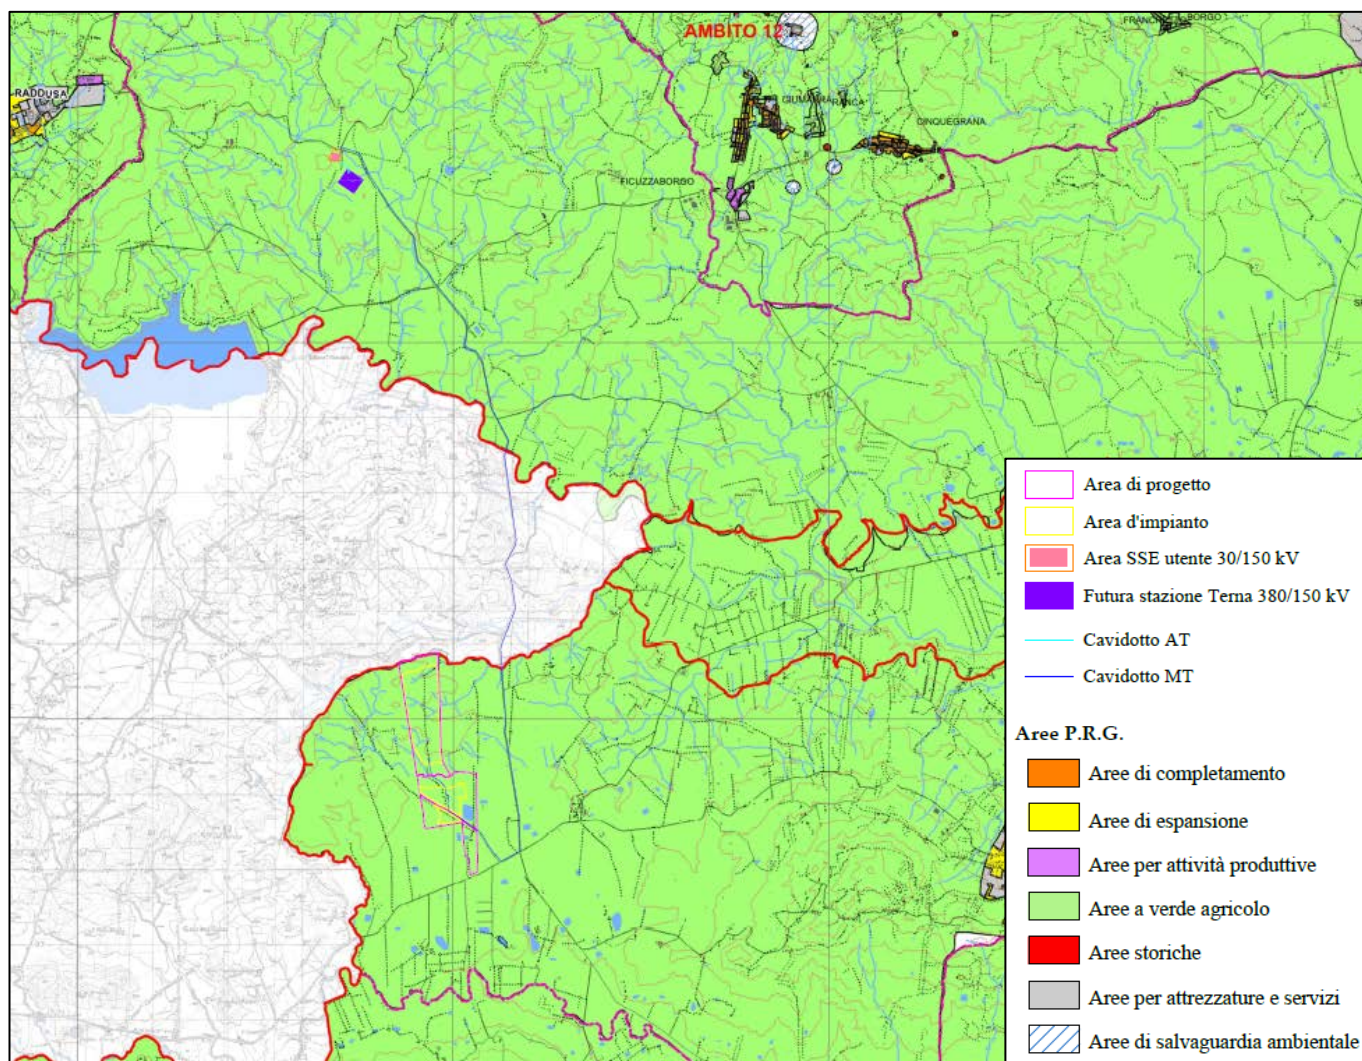 AMBITO 12
BORGO
RADDUSA
GIUMARRA
CINQUEGRANA
FICUZZABORGO
Area di progetto
Area d'impianto
Area SSE utente 30/150 kV
Futura stazione Terna 380/150 kV
Cavidotto AT
Cavidotto MT
Aree P.R.G.
Aree di completamento
Aree di espansione
Aree per attività produttive
Aree a verde agricolo
Aree storiche
Aree per attrezzature e servizi
Aree di salvaguardia ambientale